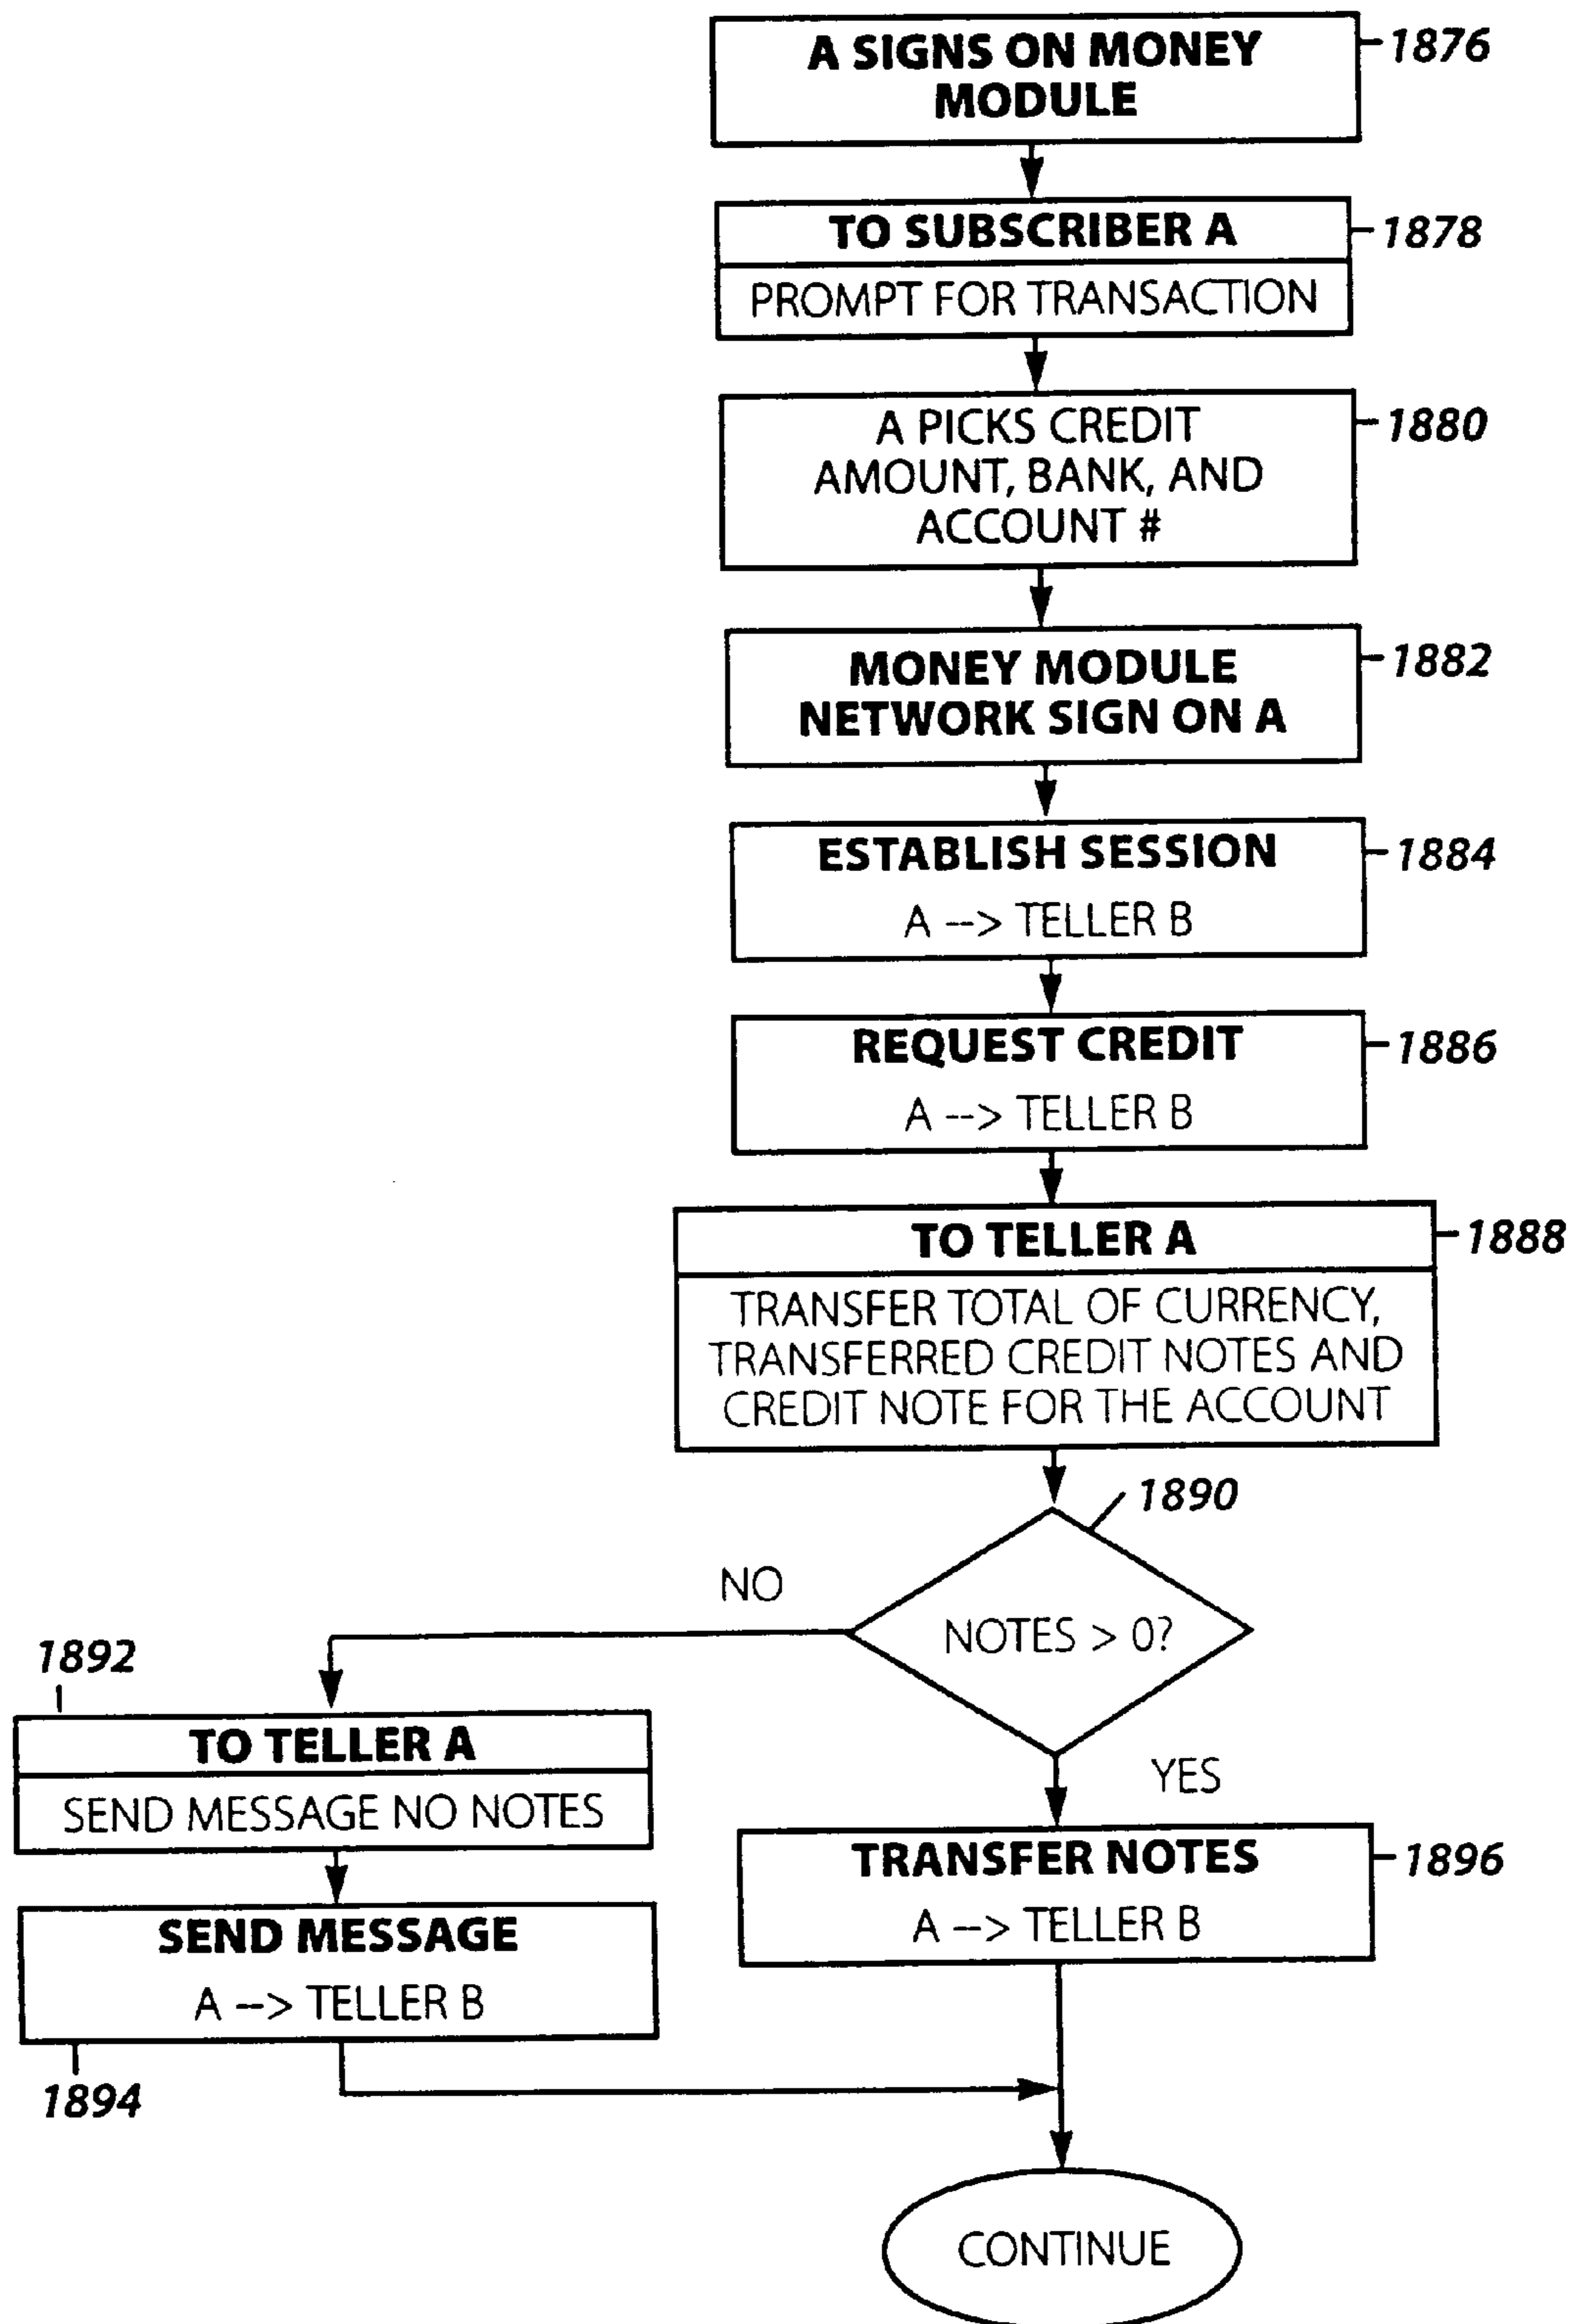 A SIGNS ON MONEY
MODULE
1876
TO SUBSCRIBER A
1878
PROMPT FOR TRANSACTION
A PICKS CREDIT
AMOUNT, BANK, AND
ACCOUNT #
1880
MONEY MODULE
NETWORK SIGN ON A
1882
ESTABLISH SESSION
1884
A --> TELLER B
REQUEST CREDIT
1886
A --> TELLER B
TO TELLER A
1888
TRANSFER TOTAL OF CURRENCY,
TRANSFERRED CREDIT NOTES AND
CREDIT NOTE FOR THE ACCOUNT
1890
NOTES > 0?
NO
1892
TO TELLER A
SEND MESSAGE NO NOTES
SEND MESSAGE
A --> TELLER B
1894
YES
TRANSFER NOTES
1896
A --> TELLER B
CONTINUE